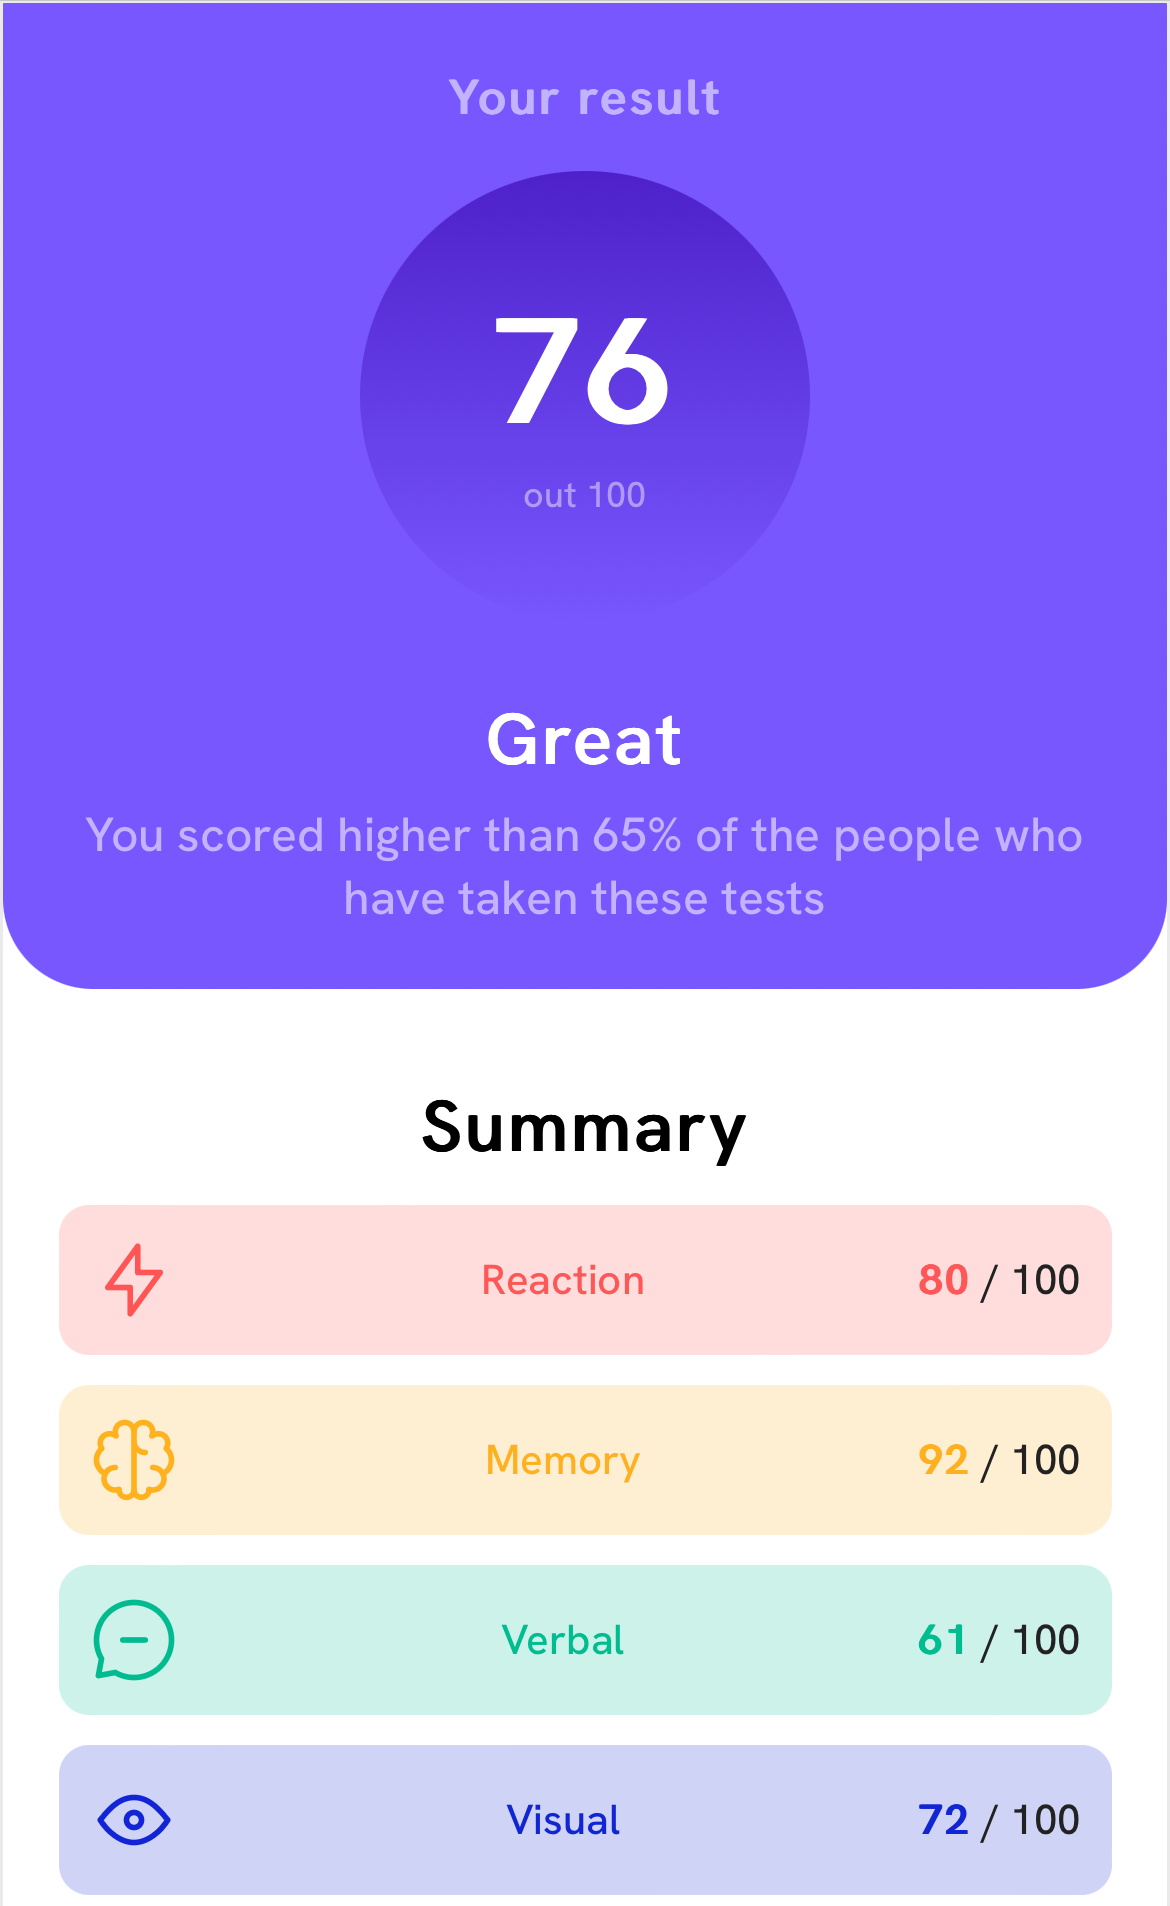 Your result
76
out 100
Great
You scored higher than 65% of the people who
have taken these tests
Summary
Reaction 80 / 100
Memory 92 / 100
Verbal 61 / 100
Visual 72 / 100